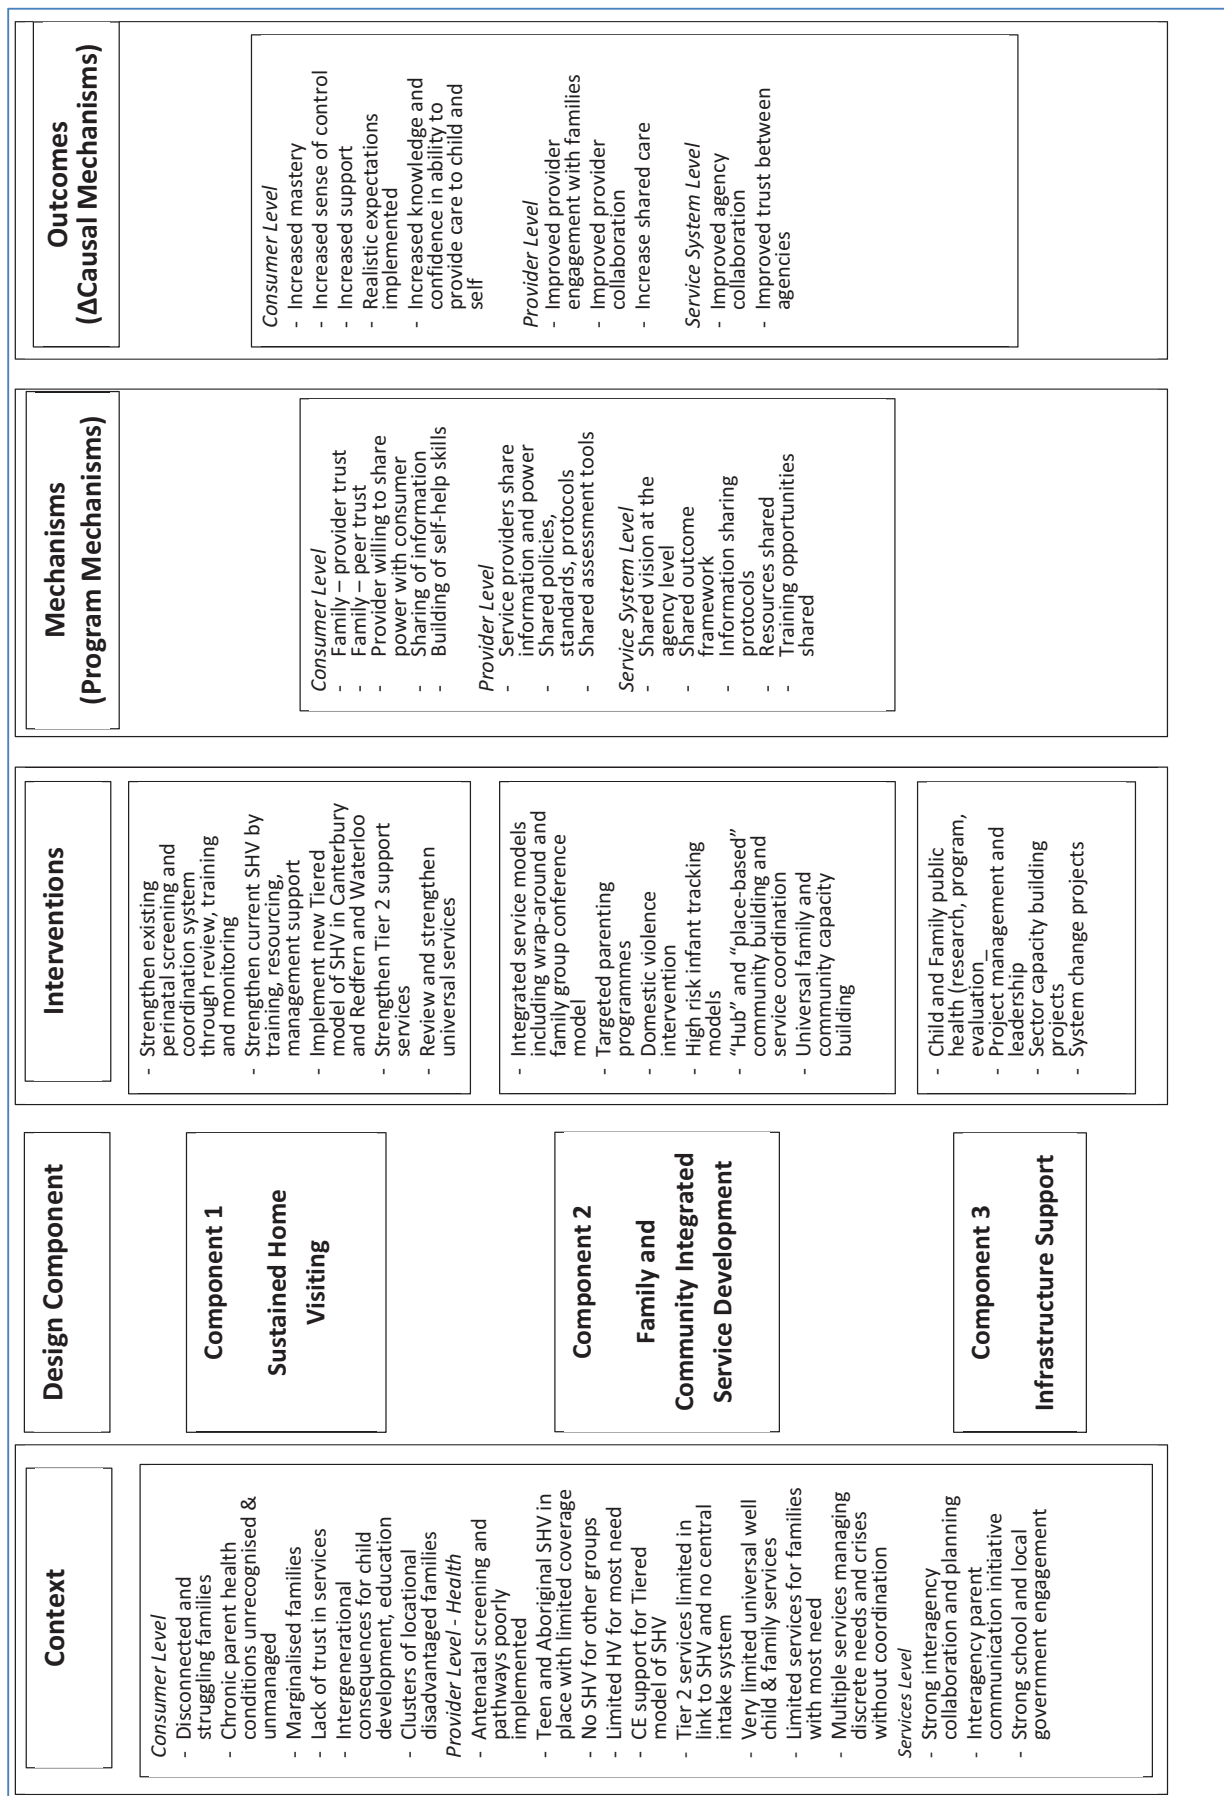 Context
Consumer Level
- Disconnected and
struggling families
- Chronic parent health
conditions unrecognised &
unmanaged
- Marginalised families
- Lack of trust in services
- Intergenerational
consequences for child
development, education
- Clusters of locational
disadvantaged families
Provider Level - Health
- Antenatal screening and
pathways poorly
implemented
- Teen and Aboriginal SHV in
place with limited coverage
- No SHV for other groups
- Limited HV for most need
- CE support for Tiered
model of SHV
- Tier 2 services limited in
link to SHV and no central
intake system
- Very limited universal well
child & family services
- Limited services for families
with most need
- Multiple services managing
discrete needs and crises
without coordination
Services Level
- Strong interagency
collaboration and planning
- Interagency parent
communication initiative
- Strong school and local
government engagement
Design Component
Component 1
Sustained Home
Visiting
Component 2
Family and
Community Integrated
Service Development
Component 3
Infrastructure Support
Interventions
- Strengthen existing
perinatal screening and
coordination system
through review, training
and monitoring
- Strengthen current SHV by
training, resourcing,
management support
- Implement new Tiered
model of SHV in Canterbury
and Redfern and Waterloo
- Strengthen Tier 2 support
services
- Review and strengthen
universal services
- Integrated service models
including wrap-around and
family group conference
model
- Targeted parenting
programmes
- Domestic violence
intervention
- High risk infant tracking
models
- "Hub" and "place-based"
community building and
service coordination
- Universal family and
community capacity
building
- Child and Family public
health (research, program,
evaluation_
- Project management and
leadership
- Sector capacity building
projects
- System change projects
Mechanisms
(Program Mechanisms)
Consumer Level
- Family – provider trust
- Family – peer trust
- Provider willing to share
power with consumer
- Sharing of information
- Building of self-help skills
Provider Level
- Service providers share
information and power
- Shared policies,
standards, protocols
- Shared assessment tools
Service System Level
- Shared vision at the
agency level
- Shared outcome
framework
- Information sharing
protocols
- Resources shared
- Training opportunities
shared
Outcomes
(ΔCausal Mechanisms)
Consumer Level
- Increased mastery
- Increased sense of control
- Increased support
- Realistic expectations
implemented
- Increased knowledge and
confidence in ability to
provide care to child and
self
Provider Level
- Improved provider
engagement with families
- Improved provider
collaboration
- Increase shared care
Service System Level
- Improved agency
collaboration
- Improved trust between
agencies